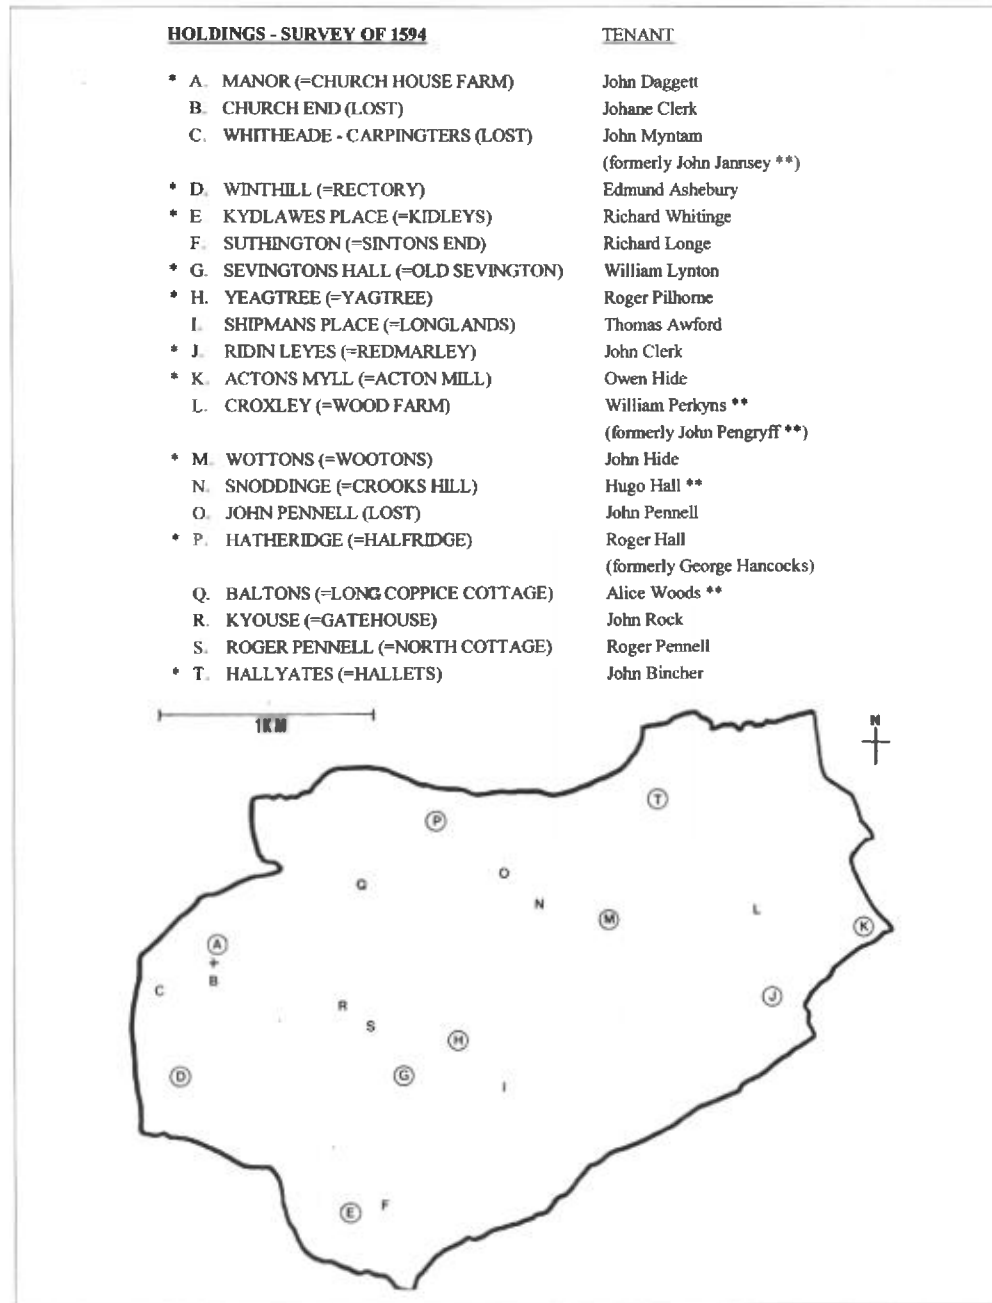 HOLDINGS - SURVEY OF 1594 TENANT
* A. MANOR (=CHURCH HOUSE FARM) John Daggett
B. CHURCH END (LOST) Johane Clerk
C. WHITHEADE - CARPINGTERS (LOST) John Myntam
(formerly John Jannsey **)
* D. WINTHILL (=RECTORY) Edmund Ashebury
* E KYDLAWES PLACE (=KIDLEYS) Richard Whitinge
F. SUTHINGTON (=SINTONS END) Richard Longe
* G. SEVINGTONS HALL (=OLD SEVINGTON) William Lynton
* H. YEAGTREE (=YAGTREE) Roger Pilhorne
I. SHIPMANS PLACE (=LONGLANDS) Thomas Awford
* J. RIDIN LEYES (=REDMARLEY) John Clerk
* K. ACTONS MYLL (=ACTON MILL) Owen Hide
L. CROXLEY (=WOOD FARM) William Perkyns **
(formerly John Pengryff **)
* M. WOTTONS (=WOOTONS) John Hide
N. SNODDINGE (=CROOKS HILL) Hugo Hall **
O. JOHN PENNELL (LOST) John Pennell
* P. HATHERIDGE (=HALFRIDGE) Roger Hall
(formerly George Hancocks)
Q. BALTONS (=LONG COPPICE COTTAGE) Alice Woods **
R. KYOUSE (=GATEHOUSE) John Rock
S. ROGER PENNELL (=NORTH COTTAGE) Roger Pennell
* T. HALLYATES (=HALLETS) John Bincher
1KM
N
T
P
O
Q
N
L
M
K
A
B
C
J
R
S
H
D
G
I
F
E